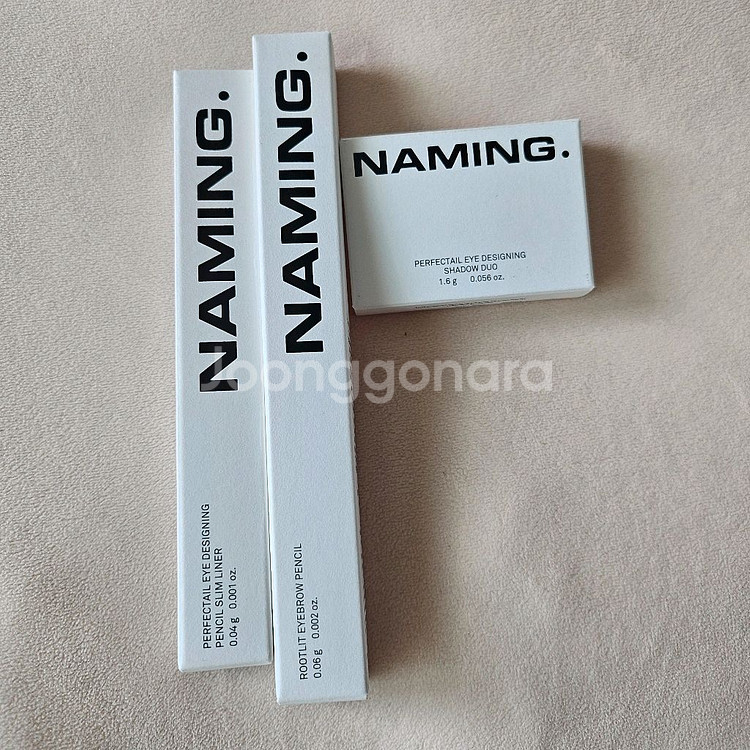 NAMING.
PERFECTAIL EYE DESIGNING
PENCIL SLIM LINER
0.04 g 0.001 oz.
NAMING.
ROOTLIT EYEBROW PENCIL
0.06 g 0.002 oz.
NAMING.
PERFECTAIL EYE DESIGNING
SHADOW DUO
1.6 g 0.056 oz.
Joonggonara